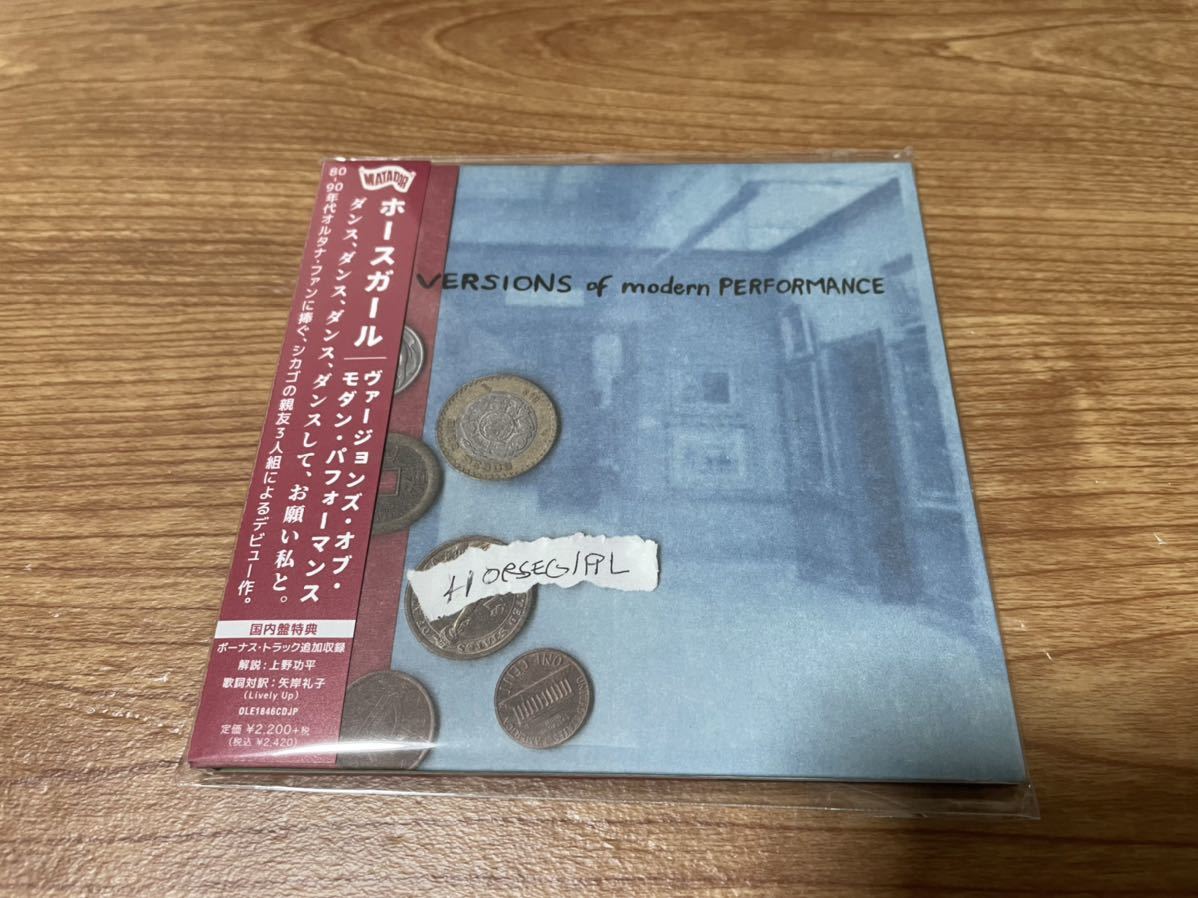 MATADOR
ホースガール
ヴァージョンズ・オブ・
モダン・パフォーマンス
ダンス、ダンス、ダンス、ダンスして、お願い私と。
80-90年代オルタナ・ファンに捧ぐ、シカゴの親友3人組によるデビュー作。
国内盤特典
ボーナス・トラック追加収録
解説：上野功平
歌詞対訳：矢岸礼子
(Lively Up)
OLE1846CDJP
定価 ¥2,200+税
(税込 ¥2,420)
VERSIONS of modern PERFORMANCE
HORSEGIRL
ONE CENT